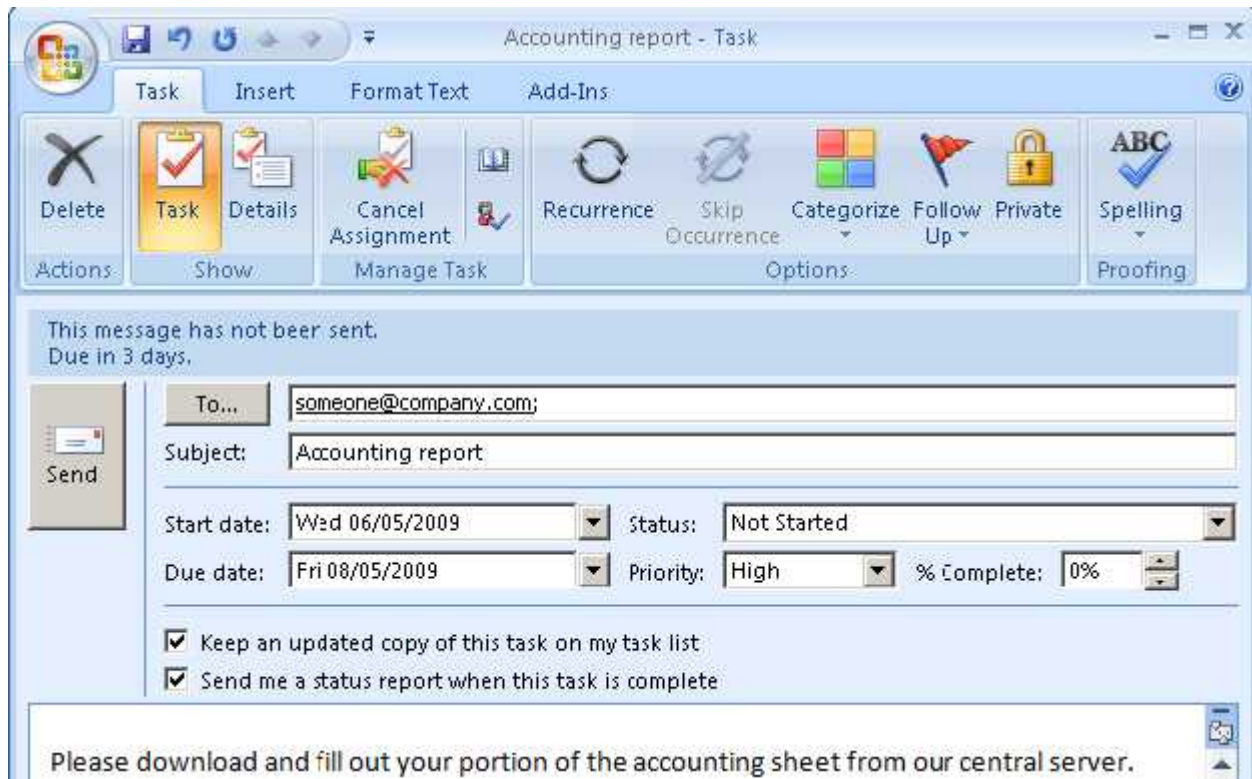 Accounting report - Task
Task Insert Format Text Add-Ins
Delete Task Details Cancel Assignment Recurrence Skip Occurrence Categorize Follow Up Private ABC Spelling
Actions Show Manage Task Options Proofing
This message has not been sent.
Due in 3 days.
To... someone@company.com;
Subject: Accounting report
Send
Start date: Wed 06/05/2009 Status: Not Started
Due date: Fri 08/05/2009 Priority: High % Complete: 0%
Keep an updated copy of this task on my task list
Send me a status report when this task is complete
Please download and fill out your portion of the accounting sheet from our central server.